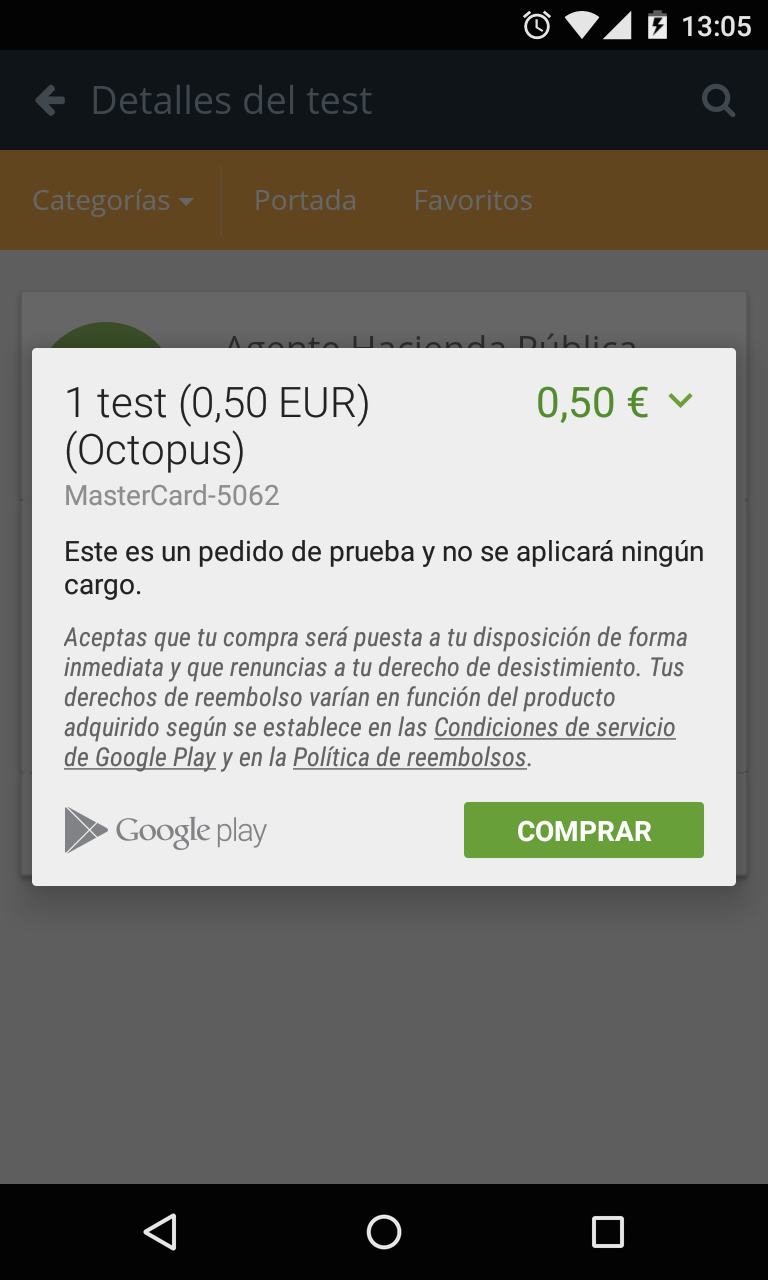 13:05
Detalles del test
Categorías Portada Favoritos
Agente Hacienda Pública
1 test (0,50 EUR) 0,50 €
(Octopus)
MasterCard-5062
Este es un pedido de prueba y no se aplicará ningún
cargo.
Aceptas que tu compra será puesta a tu disposición de forma
inmediata y que renuncias a tu derecho de desistimiento. Tus
derechos de reembolso varían en función del producto
adquirido según se establece en las Condiciones de servicio
de Google Play y en la Política de reembolsos.
Google play COMPRAR